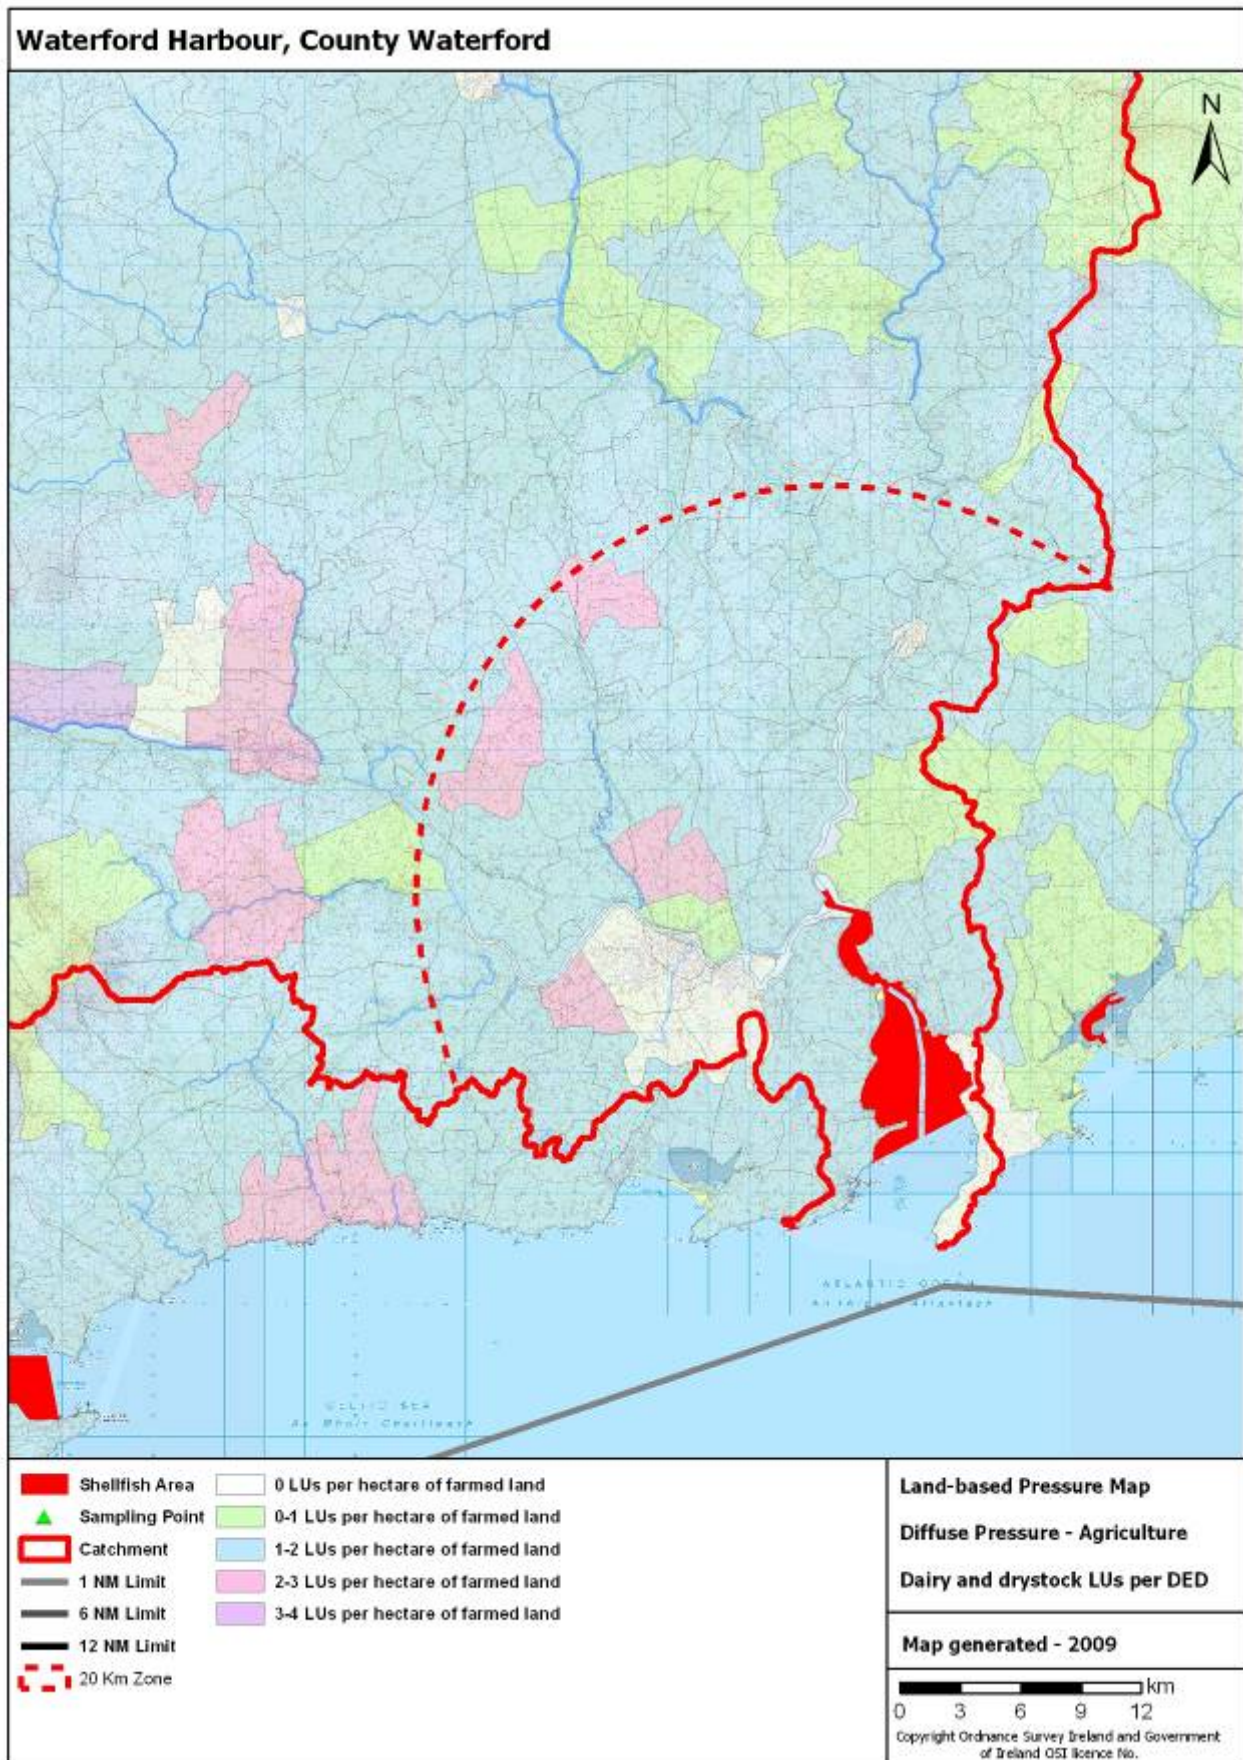 Waterford Harbour, County Waterford
N
ATLANTIC OCEAN
CELTIC SEA
Shellfish Area
Sampling Point
Catchment
1 NM Limit
6 NM Limit
12 NM Limit
20 Km Zone
0 LUs per hectare of farmed land
0-1 LUs per hectare of farmed land
1-2 LUs per hectare of farmed land
2-3 LUs per hectare of farmed land
3-4 LUs per hectare of farmed land
Land-based Pressure Map
Diffuse Pressure - Agriculture
Dairy and drystock LUs per DED
Map generated - 2009
km
0 3 6 9 12
Copyright Ordnance Survey Ireland and Government
of Ireland OSI licence No.